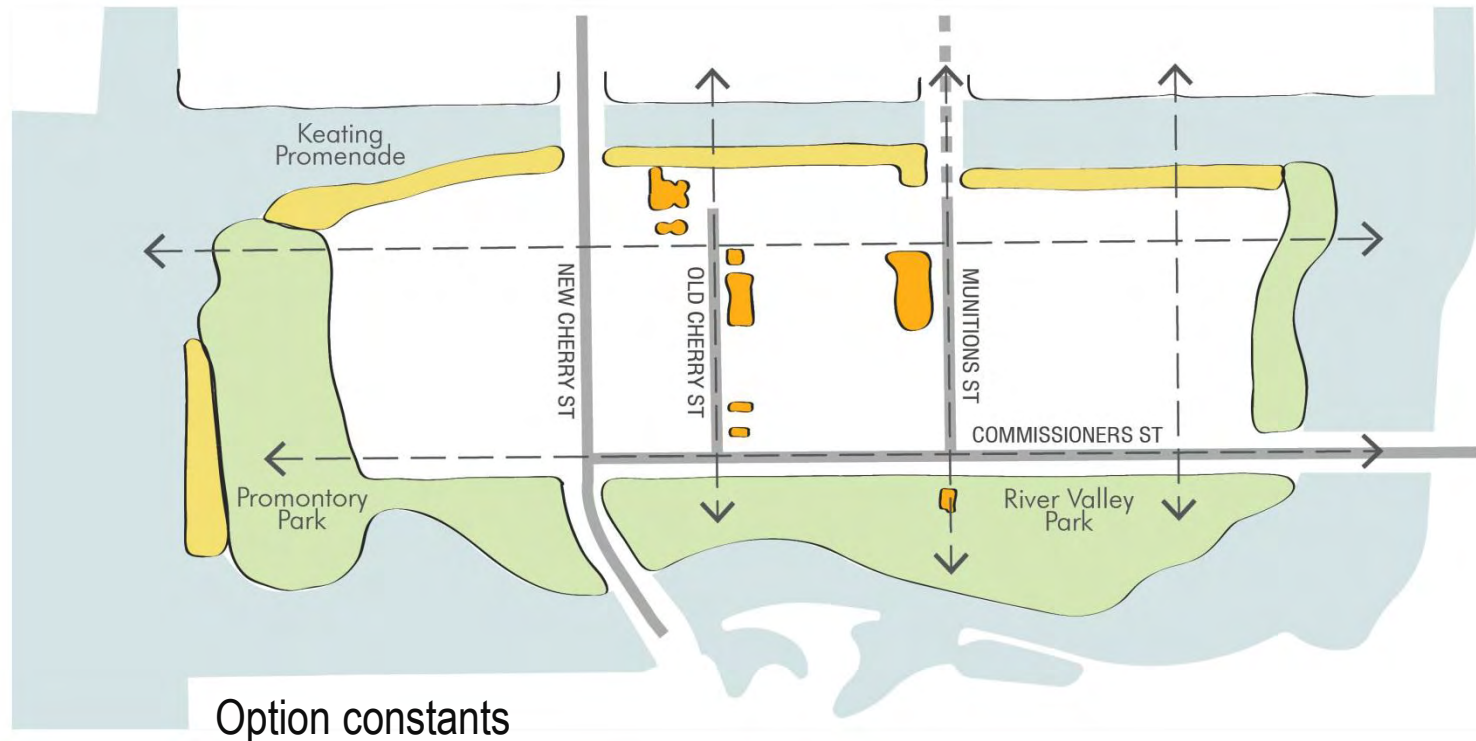 Keating
Promenade
NEW CHERRY ST
OLD CHERRY ST
MUNITIONS ST
COMMISSIONERS ST
Promontory
Park
River Valley
Park
Option constants